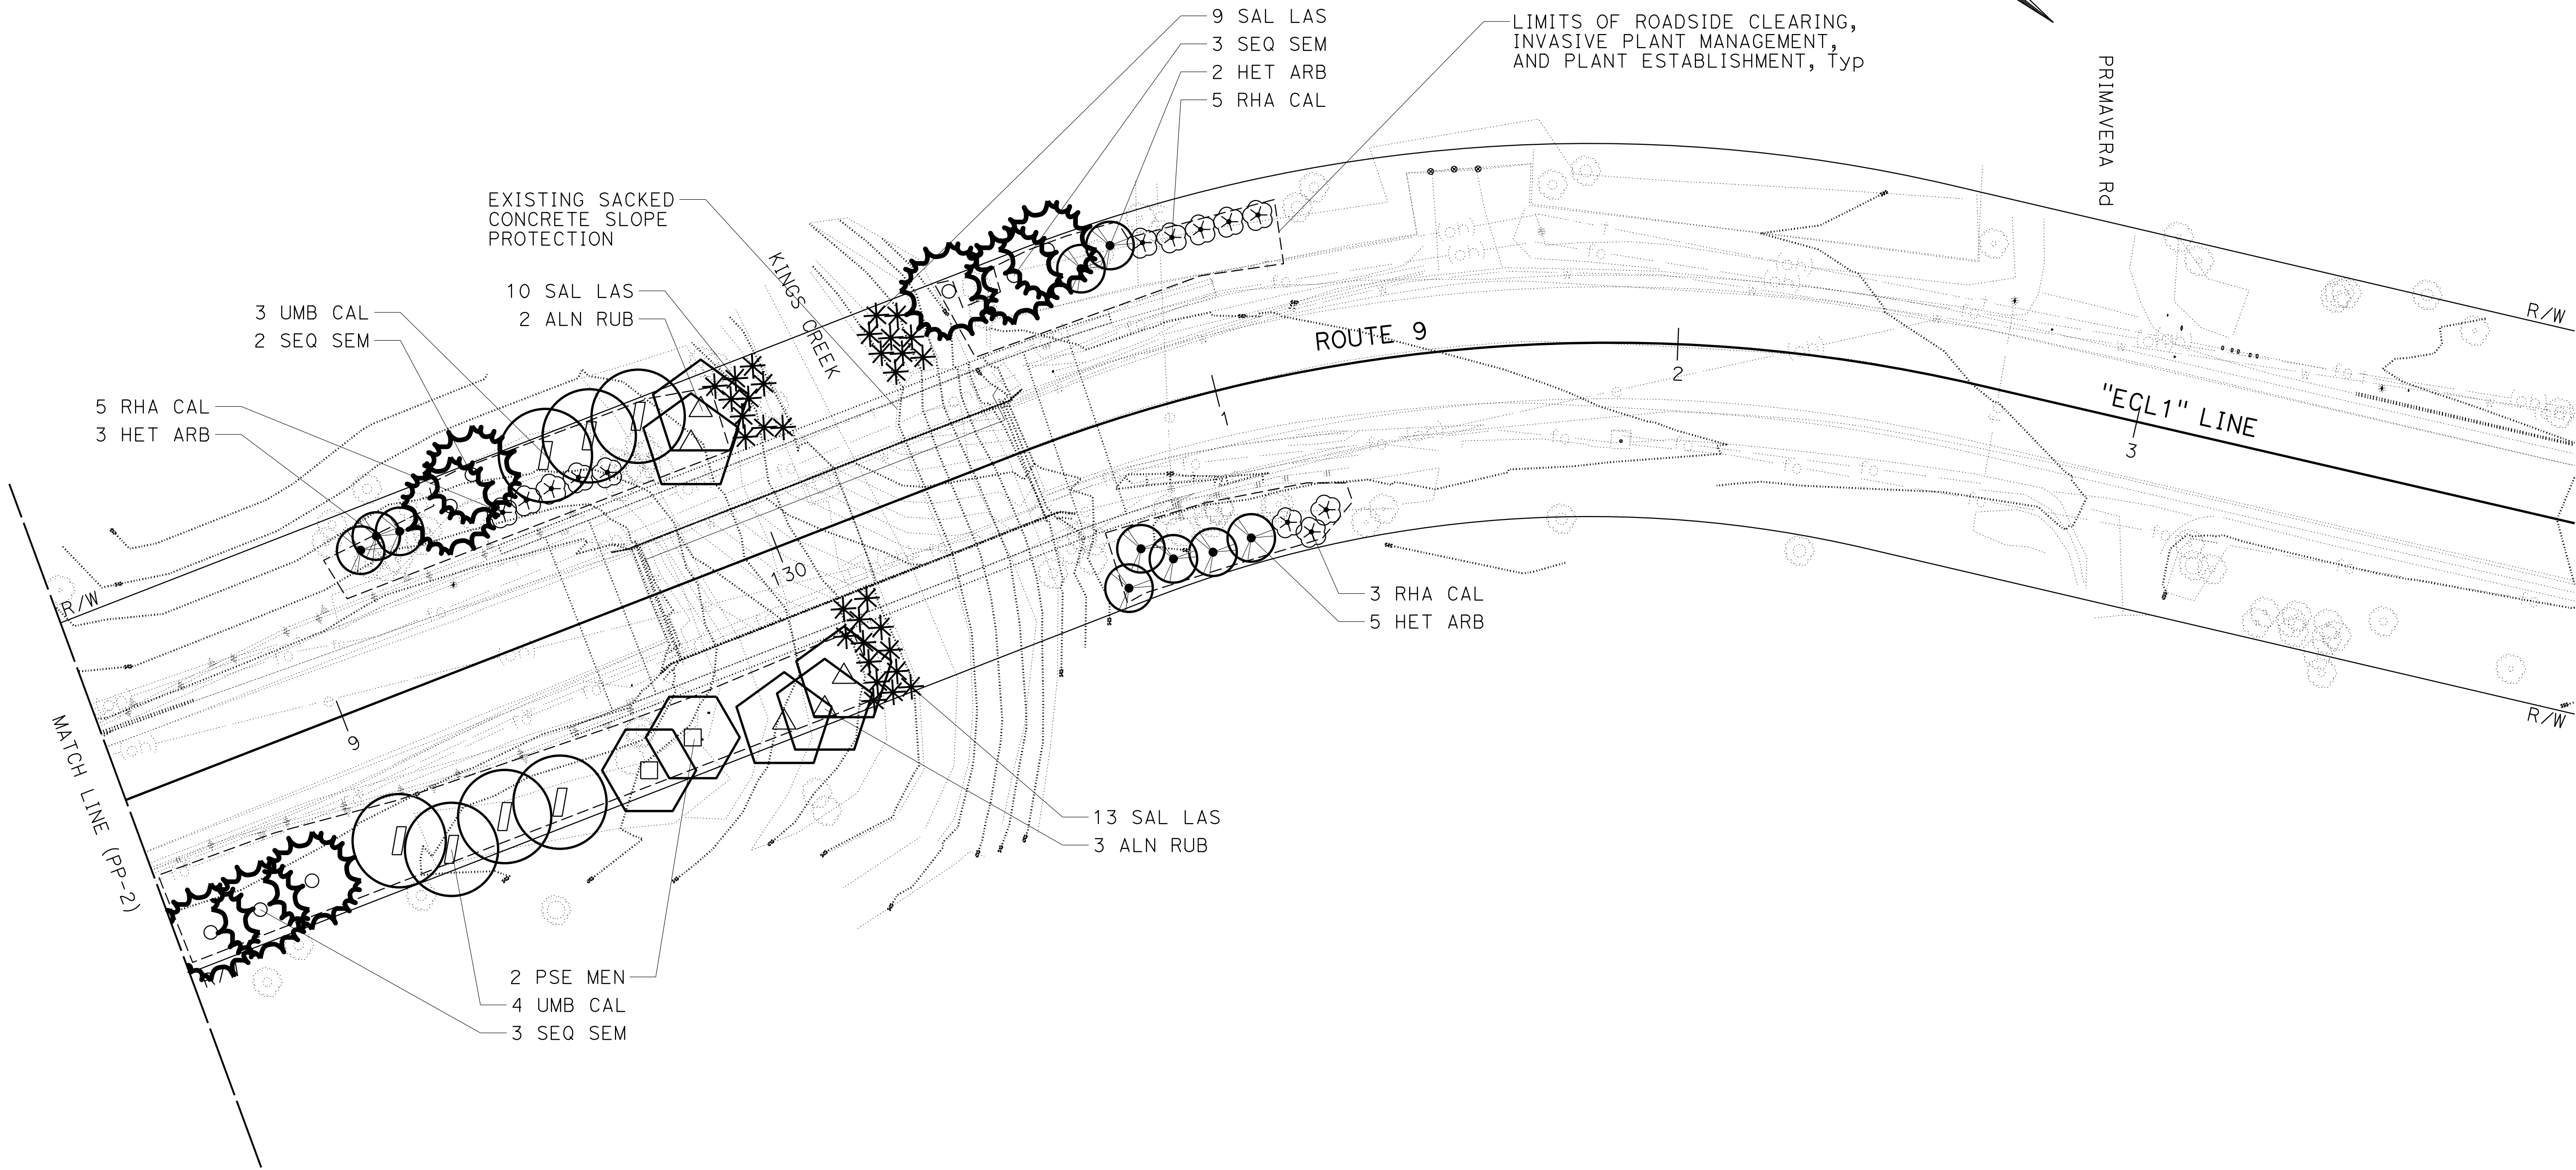 9 SAL LAS
3 SEQ SEM
2 HET ARB
5 RHA CAL
LIMITS OF ROADSIDE CLEARING,
INVASIVE PLANT MANAGEMENT,
AND PLANT ESTABLISHMENT, Typ
PRIMAVERA Rd
EXISTING SACKED
CONCRETE SLOPE
PROTECTION
KINGS CREEK
10 SAL LAS
2 ALN RUB
3 UMB CAL
2 SEQ SEM
5 RHA CAL
3 HET ARB
R/W
R/W
ROUTE 9
"ECL1" LINE
1
2
3
130
9
3 RHA CAL
5 HET ARB
R/W
MATCH LINE (PP-2)
13 SAL LAS
3 ALN RUB
2 PSE MEN
4 UMB CAL
3 SEQ SEM